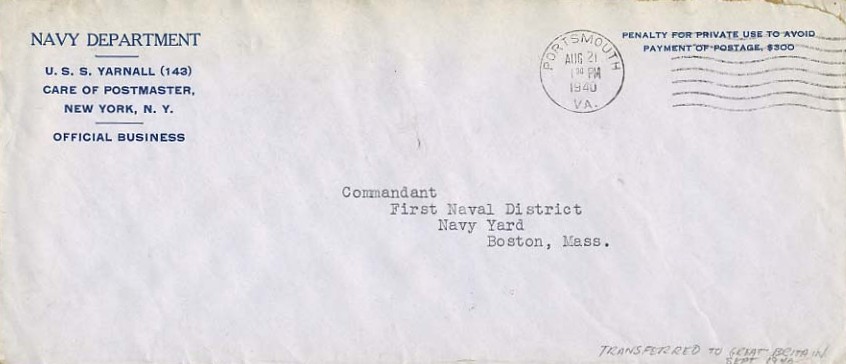 NAVY DEPARTMENT
U. S. S. YARNALL (143)
CARE OF POSTMASTER,
NEW YORK, N. Y.
OFFICIAL BUSINESS
PORTSMOUTH
AUG 21
PM
1940
VA.
PENALTY FOR PRIVATE USE TO AVOID
PAYMENT OF POSTAGE, $300
Commandant
First Naval District
Navy Yard
Boston, Mass.
TRANSFERRED TO GREAT BRITAIN
SEPT 1940